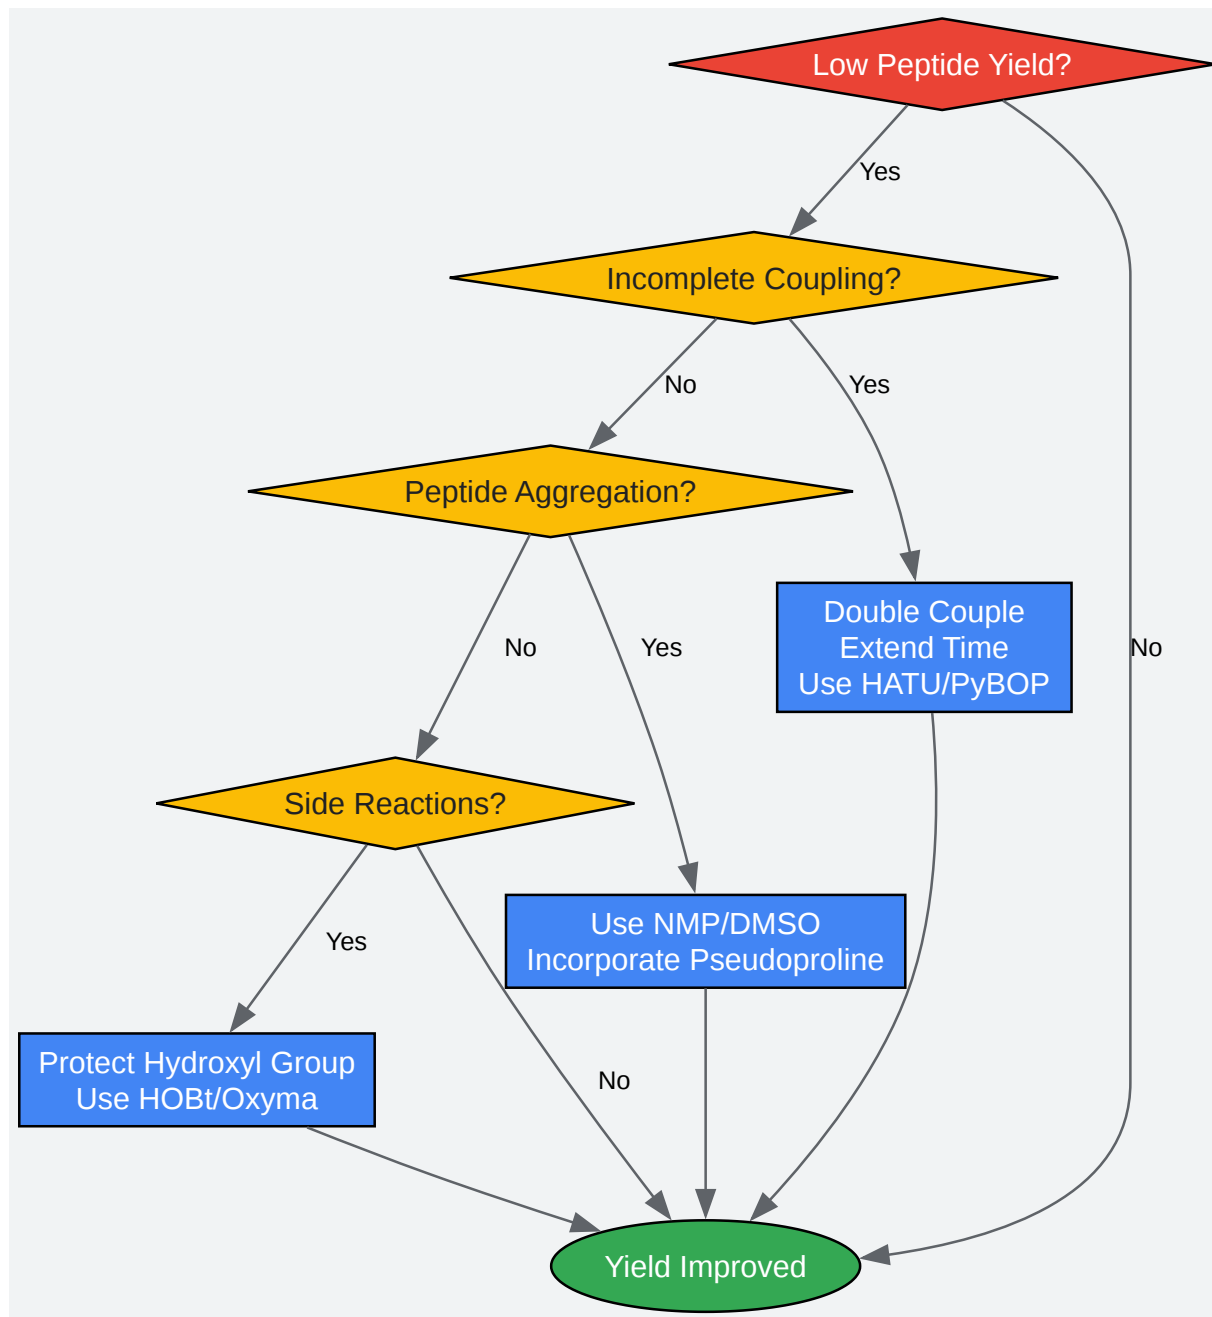 Low Peptide Yield?
Yes
Incomplete Coupling?
No
Yes
Peptide Aggregation?
Double Couple
Extend Time
Use HATU/PyBOP
No
Yes
No
Side Reactions?
Use NMP/DMSO
Incorporate Pseudoproline
Yes
Protect Hydroxyl Group
Use HOBt/Oxyma
No
Yield Improved